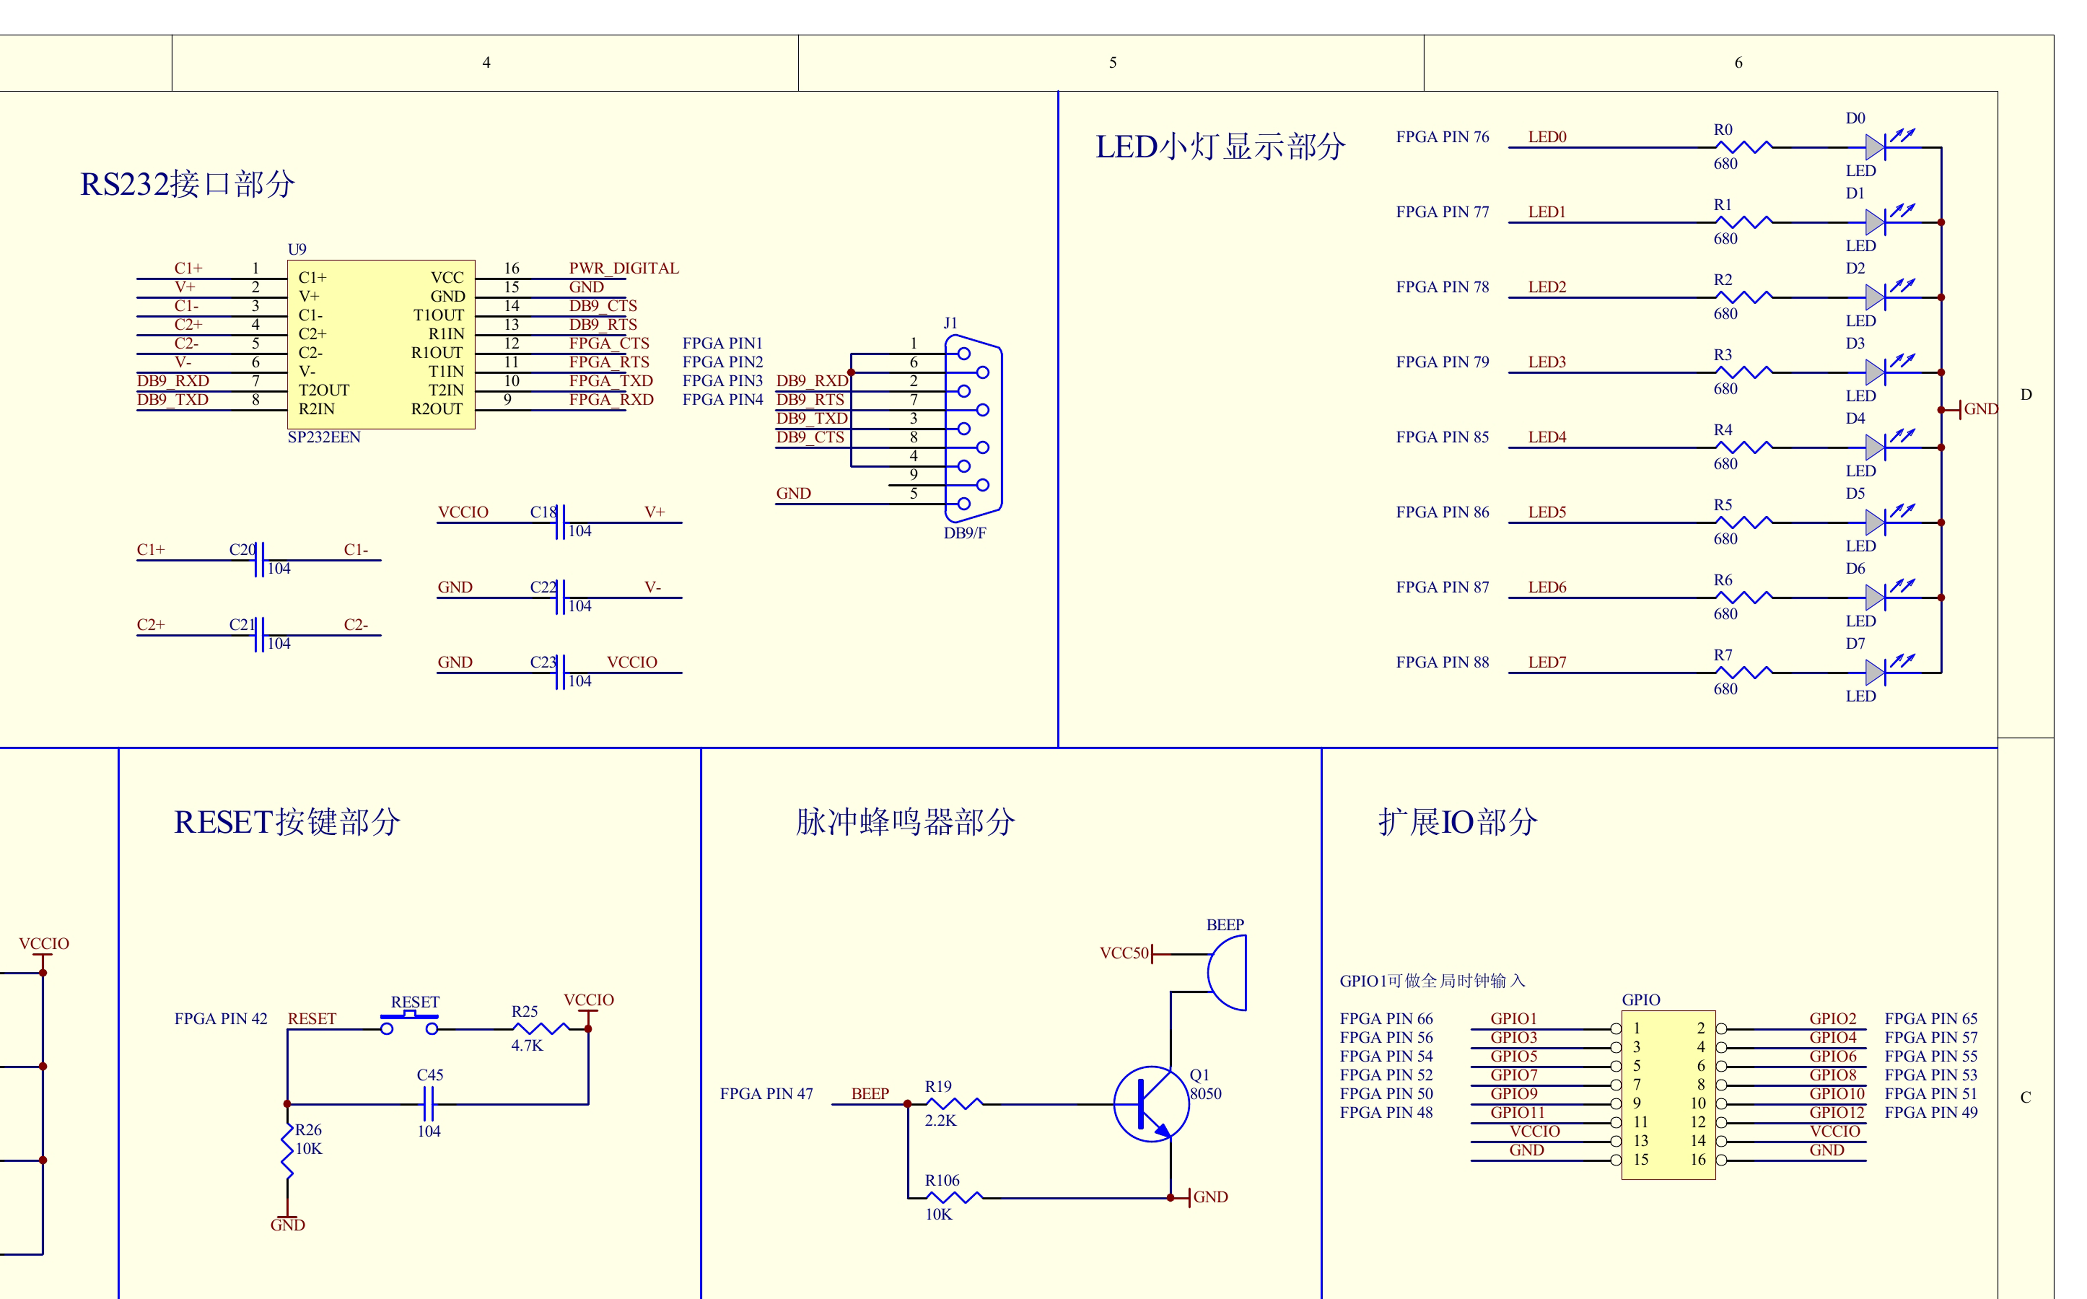 4
5
6
RS232接口部分
U9
C1+ 1 C1+ VCC 16 PWR_DIGITAL
V+ 2 V+ GND 15 GND
C1- 3 C1- T1OUT 14 DB9_CTS
C2+ 4 C2+ R1IN 13 DB9_RTS
C2- 5 C2- R1OUT 12 FPGA_CTS FPGA PIN1
V- 6 V- T1IN 11 FPGA_RTS FPGA PIN2
DB9_RXD 7 T2OUT T2IN 10 FPGA_TXD FPGA PIN3
DB9_TXD 8 R2IN R2OUT 9 FPGA_RXD FPGA PIN4
SP232EEN
J1
1
6
DB9_RXD 2
DB9_RTS 7
DB9_TXD 3
DB9_CTS 8
4
9
GND 5
DB9/F
VCCIO C18 V+
104
C1+ C20 C1-
104
GND C22 V-
104
C2+ C21 C2-
104
GND C23 VCCIO
104
LED小灯显示部分
D0
FPGA PIN 76 LED0 R0
680 LED
D1
FPGA PIN 77 LED1 R1
680 LED
D2
FPGA PIN 78 LED2 R2
680 LED
D3
FPGA PIN 79 LED3 R3
680 LED
GND
D4
FPGA PIN 85 LED4 R4
680 LED
D5
FPGA PIN 86 LED5 R5
680 LED
D6
FPGA PIN 87 LED6 R6
680 LED
D7
FPGA PIN 88 LED7 R7
680 LED
D
VCCIO
RESET按键部分
FPGA PIN 42 RESET RESET R25 VCCIO
4.7K
C45
104
R26
10K
GND
脉冲蜂鸣器部分
BEEP
VCC50
Q1
8050
FPGA PIN 47 BEEP R19
2.2K
R106
10K
GND
扩展IO部分
GPIO1可做全局时钟输入
GPIO
FPGA PIN 66 GPIO1 1 2 GPIO2 FPGA PIN 65
FPGA PIN 56 GPIO3 3 4 GPIO4 FPGA PIN 57
FPGA PIN 54 GPIO5 5 6 GPIO6 FPGA PIN 55
FPGA PIN 52 GPIO7 7 8 GPIO8 FPGA PIN 53
FPGA PIN 50 GPIO9 9 10 GPIO10 FPGA PIN 51
FPGA PIN 48 GPIO11 11 12 GPIO12 FPGA PIN 49
VCCIO 13 14 VCCIO
GND 15 16 GND
C